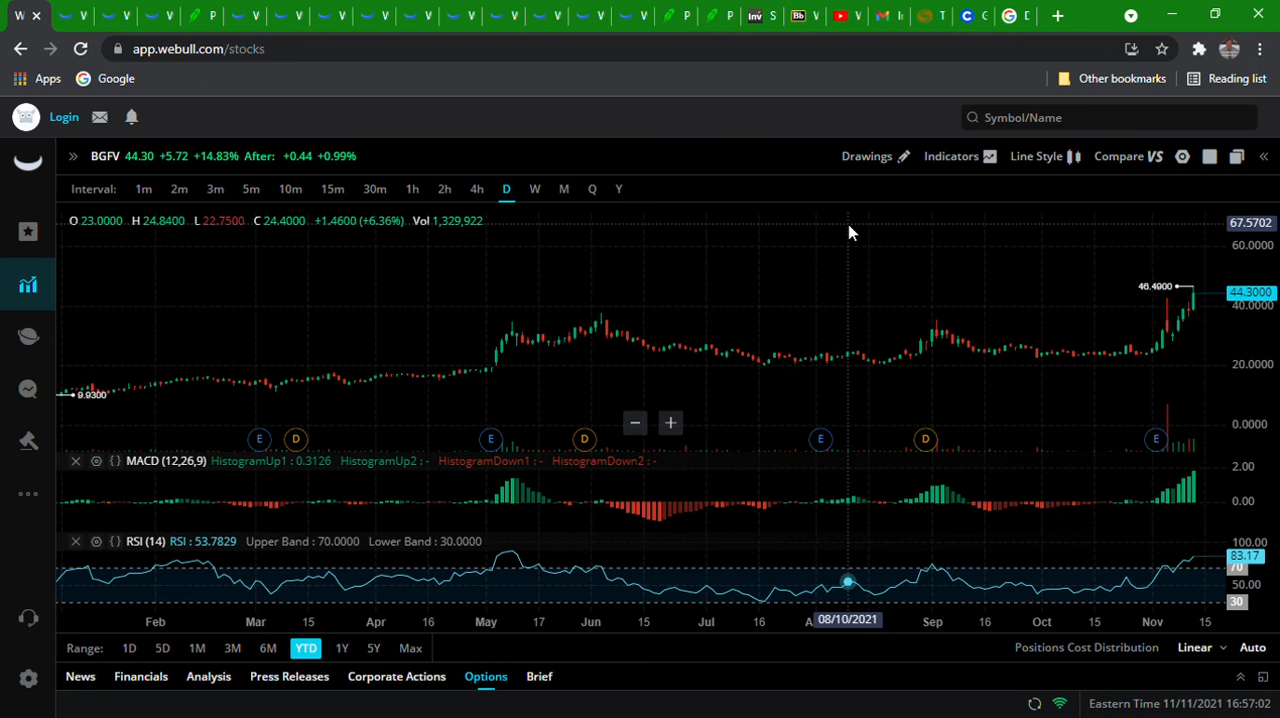 W V V V P V V V V V V V V V V P P Inv S Bb V V I T C G D
app.webull.com/stocks
Apps Google Other bookmarks Reading list
Login Symbol/Name
BGFV 44.30 +5.72 +14.83% After: +0.44 +0.99% Drawings Indicators Line Style Compare VS
Interval: 1m 2m 3m 5m 10m 15m 30m 1h 2h 4h D W M Q Y
O 23.0000 H 24.8400 L 22.7500 C 24.4000 +1.4600 (+6.36%) Vol 1,329,922
67.5702
60.0000
46.4900
44.3000
40.0000
20.0000
9.9300
0.0000
E D E D E D E
MACD (12,26,9) HistogramUp1 : 0.3126 HistogramUp2 : - HistogramDown1 : - HistogramDown2 : -
2.00
0.00
RSI (14) RSI : 53.7829 Upper Band : 70.0000 Lower Band : 30.0000
100.00
83.17
70
50.00
30
Feb Mar 15 Apr 16 May 17 Jun 15 Jul 16 08/10/2021 Sep 16 Oct 15 Nov 15
Range: 1D 5D 1M 3M 6M YTD 1Y 5Y Max Positions Cost Distribution Linear Auto
News Financials Analysis Press Releases Corporate Actions Options Brief
Eastern Time 11/11/2021 16:57:02